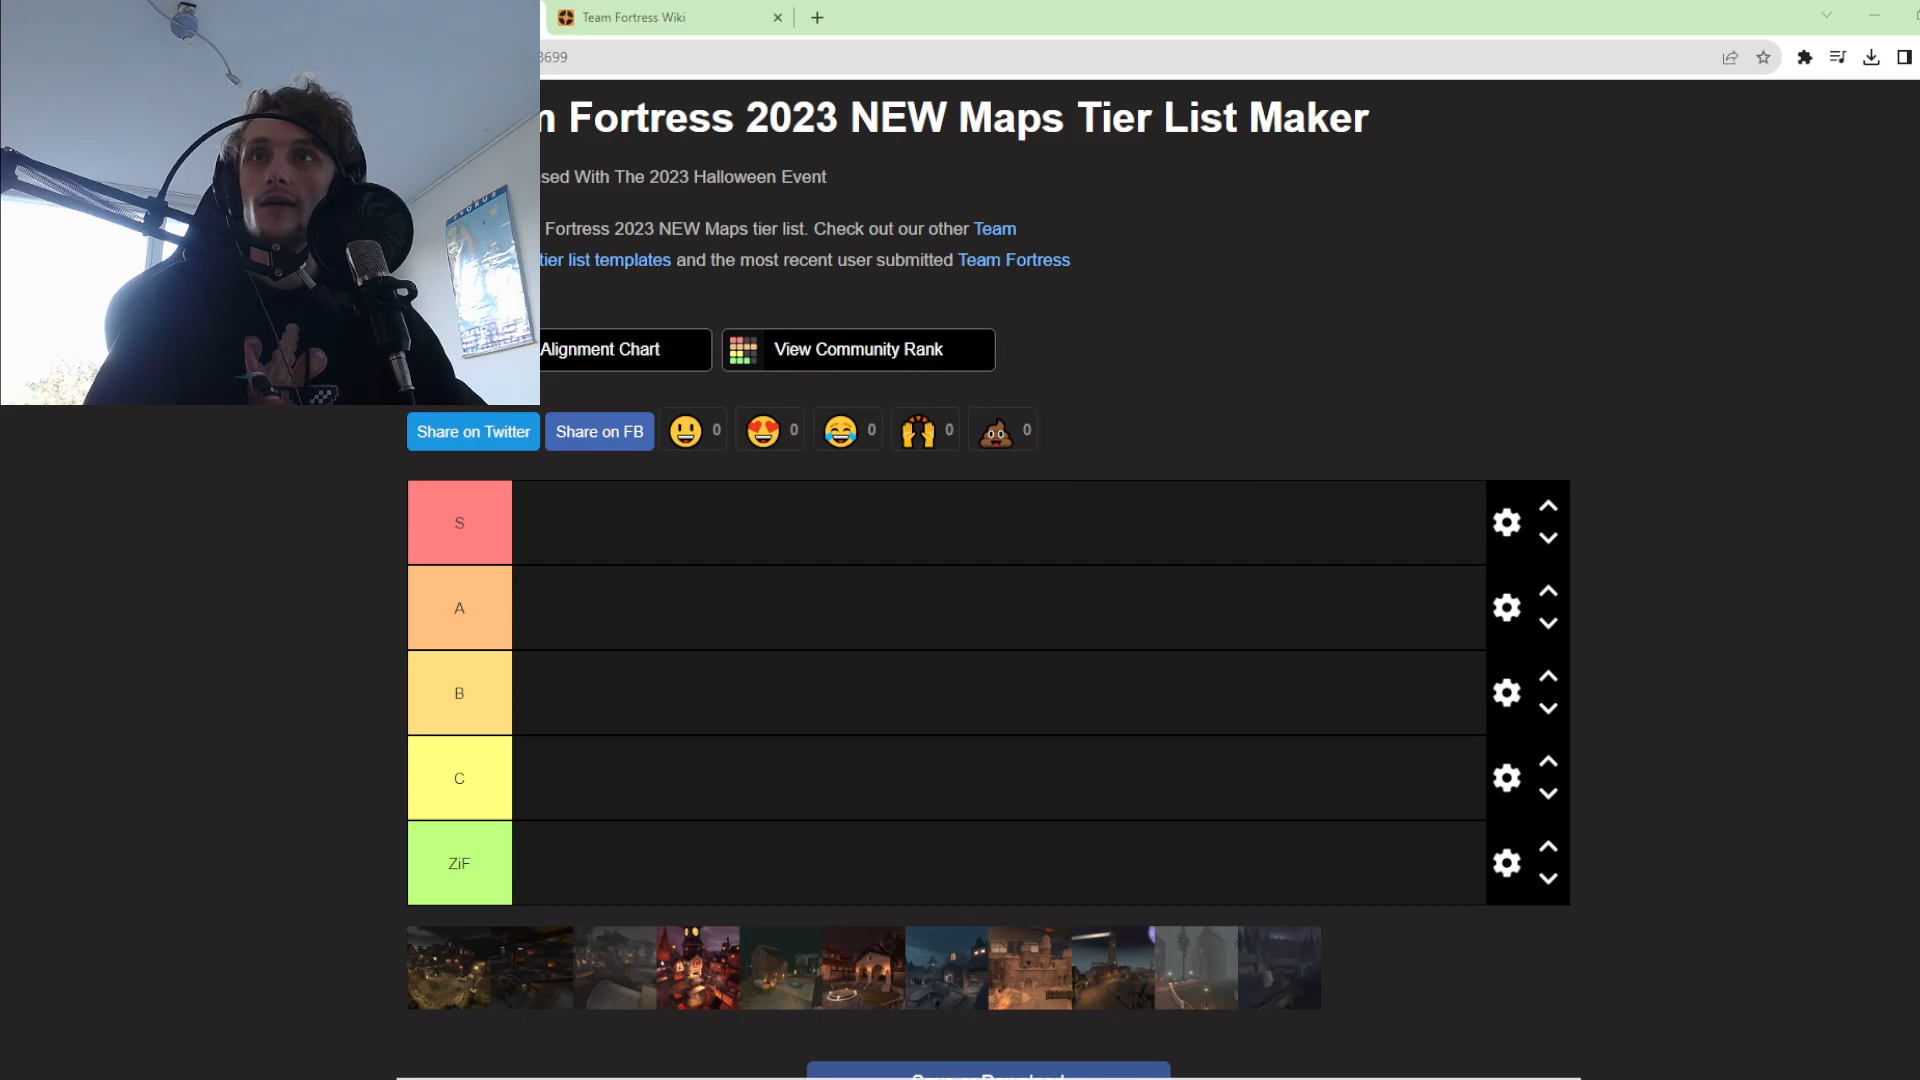 Team Fortress Wiki
3699
Fortress 2023 NEW Maps Tier List Maker
sed With The 2023 Halloween Event
Fortress 2023 NEW Maps tier list. Check out our other Team
tier list templates and the most recent user submitted Team Fortress
Alignment Chart
View Community Rank
Share on Twitter
Share on FB
0
0
0
0
0
S
A
B
C
ZiF